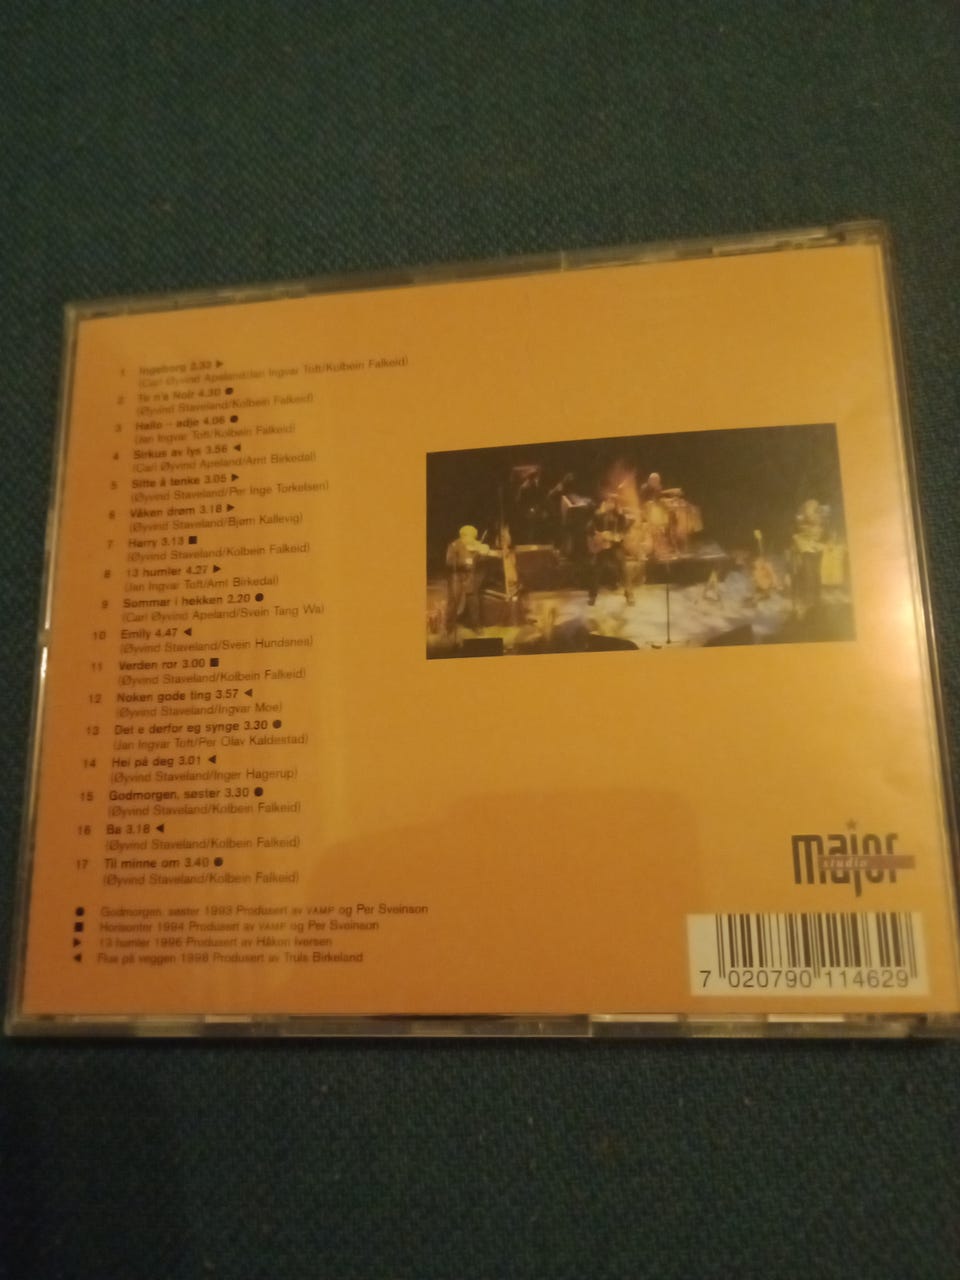 1 Ingeborg 2.33 ▶
(Carl Øyvind Apeland/Jan Ingvar Toft/Kolbein Falkeid)
2 Tir n'a Noir 4.30 ●
(Øyvind Staveland/Kolbein Falkeid)
3 Hallo – adjø 4.06 ●
(Jan Ingvar Toft/Kolbein Falkeid)
4 Sirkus av lys 3.56 ◀
(Carl Øyvind Apeland/Arnt Birkedal)
5 Sitte å tenke 3.05 ▶
(Øyvind Staveland/Per Inge Torkelsen)
6 Våken drøm 3.18 ▶
(Øyvind Staveland/Bjørn Kallevig)
7 Harry 3.13 ■
(Øyvind Staveland/Kolbein Falkeid)
8 13 humler 4.27 ▶
(Jan Ingvar Toft/Arnt Birkedal)
9 Sommar i hekken 2.20 ●
(Carl Øyvind Apeland/Svein Tang Wa)
10 Emily 4.47 ◀
(Øyvind Staveland/Svein Hundsnes)
11 Verden ror 3.00 ■
(Øyvind Staveland/Kolbein Falkeid)
12 Noken gode ting 3.57 ◀
(Øyvind Staveland/Ingvar Moe)
13 Det e derfor eg synge 3.30 ●
(Jan Ingvar Toft/Per Olav Kaldestad)
14 Hei på deg 3.01 ◀
(Øyvind Staveland/Inger Hagerup)
15 Godmorgen, søster 3.30 ●
(Øyvind Staveland/Kolbein Falkeid)
16 Ba 3.18 ◀
(Øyvind Staveland/Kolbein Falkeid)
17 Til minne om 3.40 ●
(Øyvind Staveland/Kolbein Falkeid)
● Godmorgen, søster 1993 Produsert av VAMP og Per Sveinson
■ Horisonter 1994 Produsert av VAMP og Per Sveinson
▶ 13 humler 1996 Produsert av Håkon Iversen
◀ Flua på veggen 1998 Produsert av Truls Birkeland
major
studio
7 020790 114629